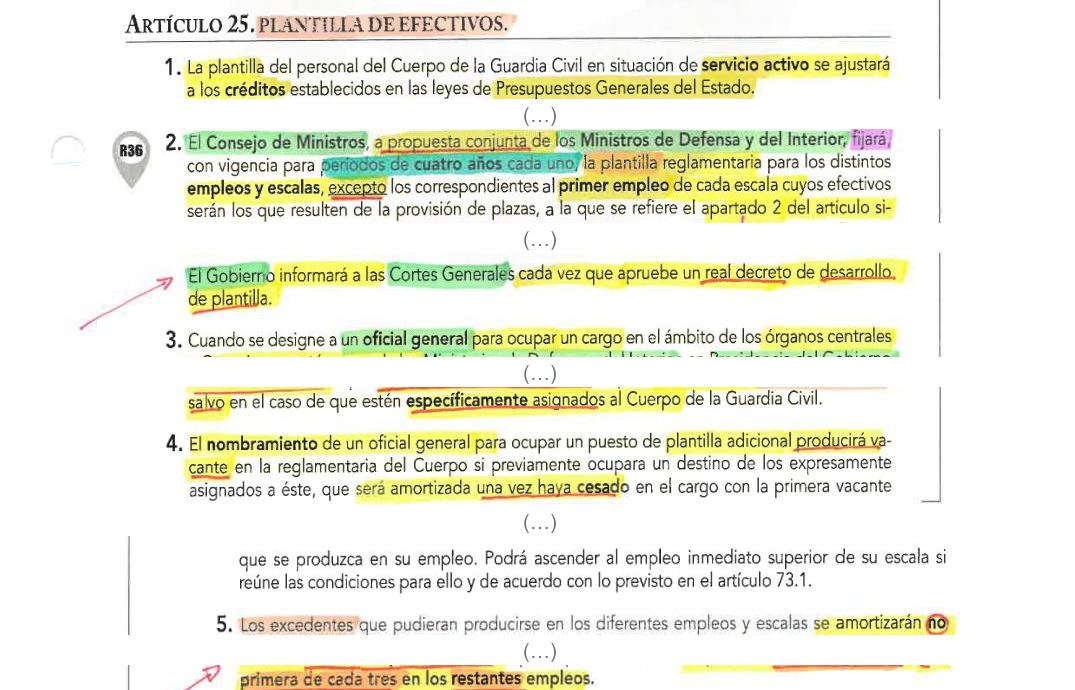 ARTÍCULO 25. PLANTILLA DE EFECTIVOS.
1. La plantilla del personal del Cuerpo de la Guardia Civil en situación de servicio activo se ajustará
a los créditos establecidos en las leyes de Presupuestos Generales del Estado.
(...)
R36
2. El Consejo de Ministros, a propuesta conjunta de los Ministros de Defensa y del Interior, fijará,
con vigencia para periodos de cuatro años cada uno, la plantilla reglamentaria para los distintos
empleos y escalas, excepto los correspondientes al primer empleo de cada escala cuyos efectivos
serán los que resulten de la provisión de plazas, a la que se refiere el apartado 2 del artículo si-
(...)
El Gobierno informará a las Cortes Generales cada vez que apruebe un real decreto de desarrollo
de plantilla.
3. Cuando se designe a un oficial general para ocupar un cargo en el ámbito de los órganos centrales
(...)
salvo en el caso de que estén específicamente asignados al Cuerpo de la Guardia Civil.
4. El nombramiento de un oficial general para ocupar un puesto de plantilla adicional producirá va-
cante en la reglamentaria del Cuerpo si previamente ocupara un destino de los expresamente
asignados a éste, que será amortizada una vez haya cesado en el cargo con la primera vacante
(...)
que se produzca en su empleo. Podrá ascender al empleo inmediato superior de su escala si
reúne las condiciones para ello y de acuerdo con lo previsto en el artículo 73.1.
5. Los excedentes que pudieran producirse en los diferentes empleos y escalas se amortizarán no
(...)
primera de cada tres en los restantes empleos.